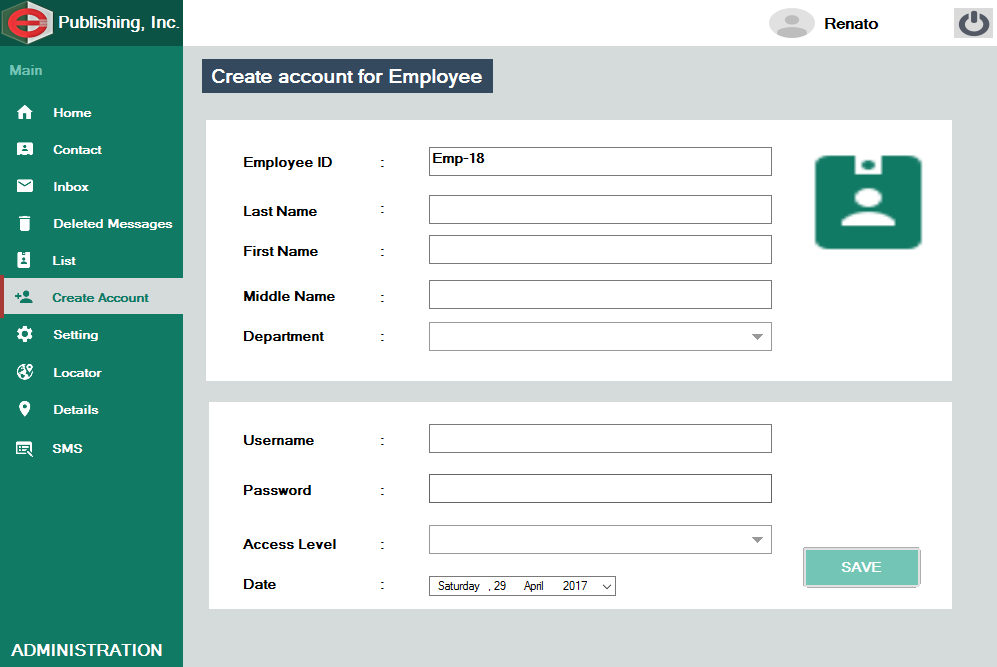 Publishing, Inc.
Renato
Main
Home
Contact
Inbox
Deleted Messages
List
Create Account
Setting
Locator
Details
SMS
ADMINISTRATION
Create account for Employee
Employee ID : Emp-18
Last Name :
First Name :
Middle Name :
Department :
Username :
Password :
Access Level :
Date : Saturday , 29 April 2017
SAVE